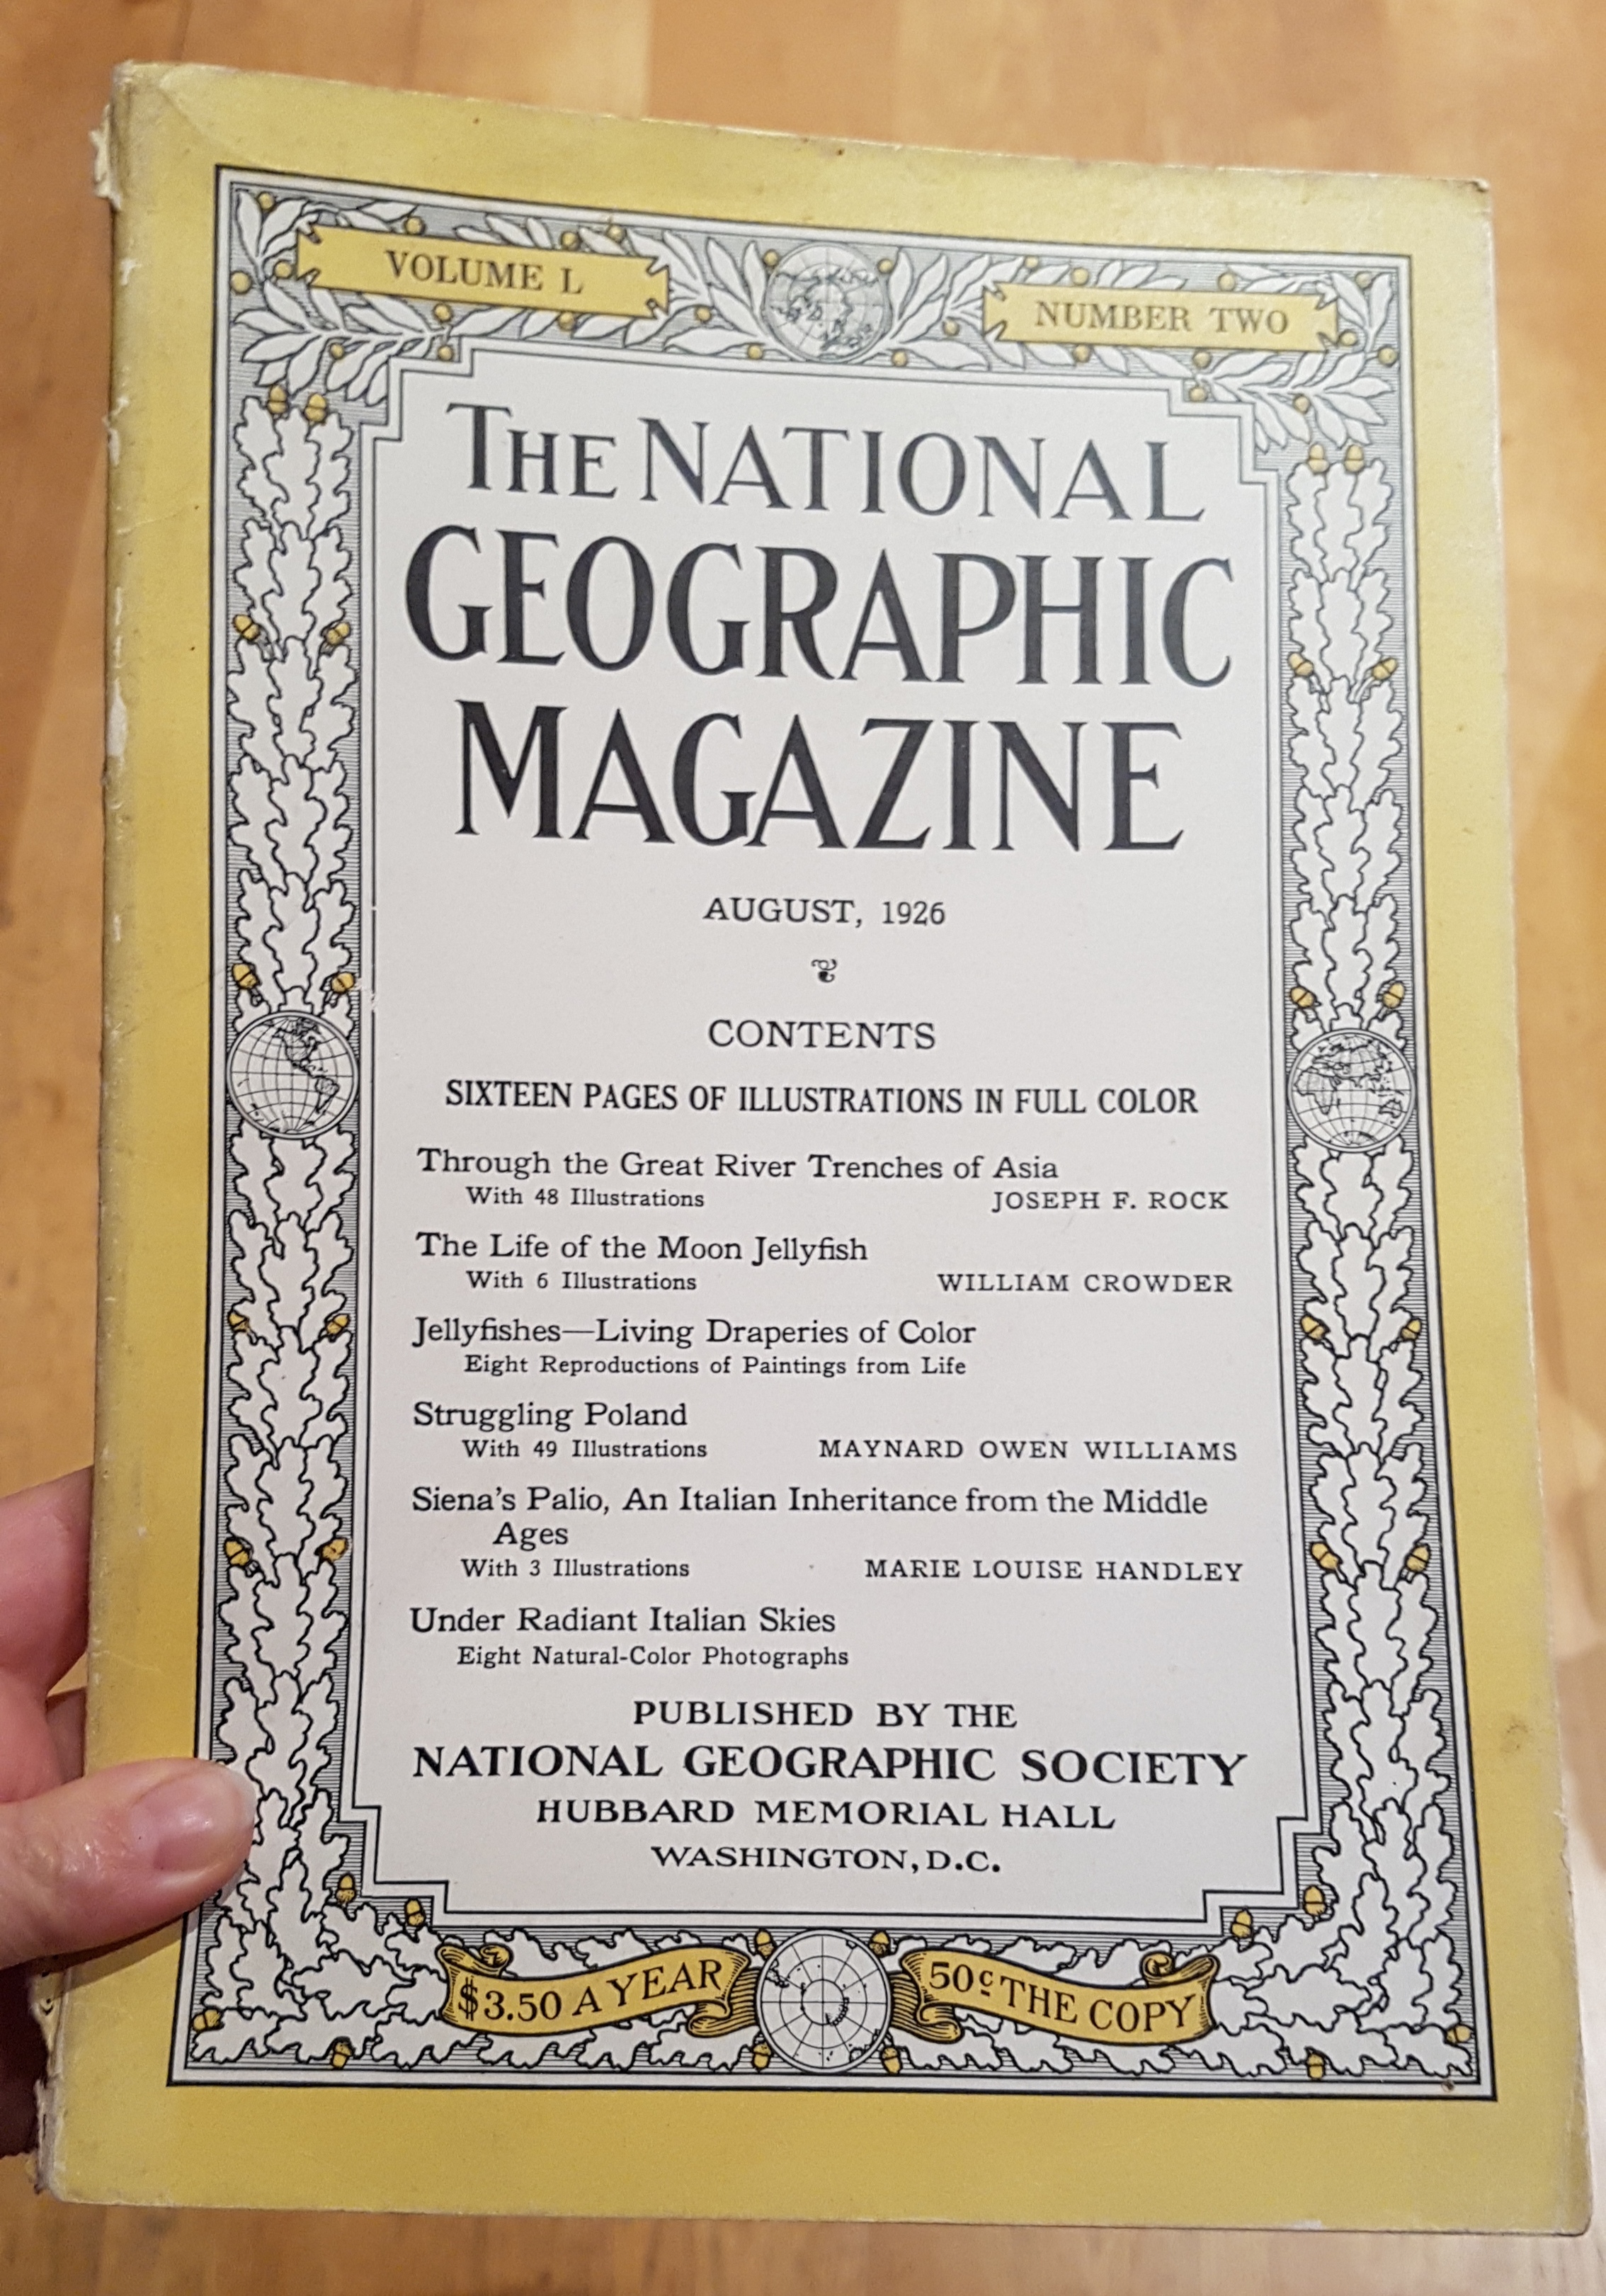 VOLUME L
NUMBER TWO
THE NATIONAL
GEOGRAPHIC
MAGAZINE
AUGUST, 1926
CONTENTS
SIXTEEN PAGES OF ILLUSTRATIONS IN FULL COLOR
Through the Great River Trenches of Asia
With 48 Illustrations JOSEPH F. ROCK
The Life of the Moon Jellyfish
With 6 Illustrations WILLIAM CROWDER
Jellyfishes—Living Draperies of Color
Eight Reproductions of Paintings from Life
Struggling Poland
With 49 Illustrations MAYNARD OWEN WILLIAMS
Siena's Palio, An Italian Inheritance from the Middle
Ages
With 3 Illustrations MARIE LOUISE HANDLEY
Under Radiant Italian Skies
Eight Natural-Color Photographs
PUBLISHED BY THE
NATIONAL GEOGRAPHIC SOCIETY
HUBBARD MEMORIAL HALL
WASHINGTON, D.C.
$3.50 A YEAR
50c THE COPY